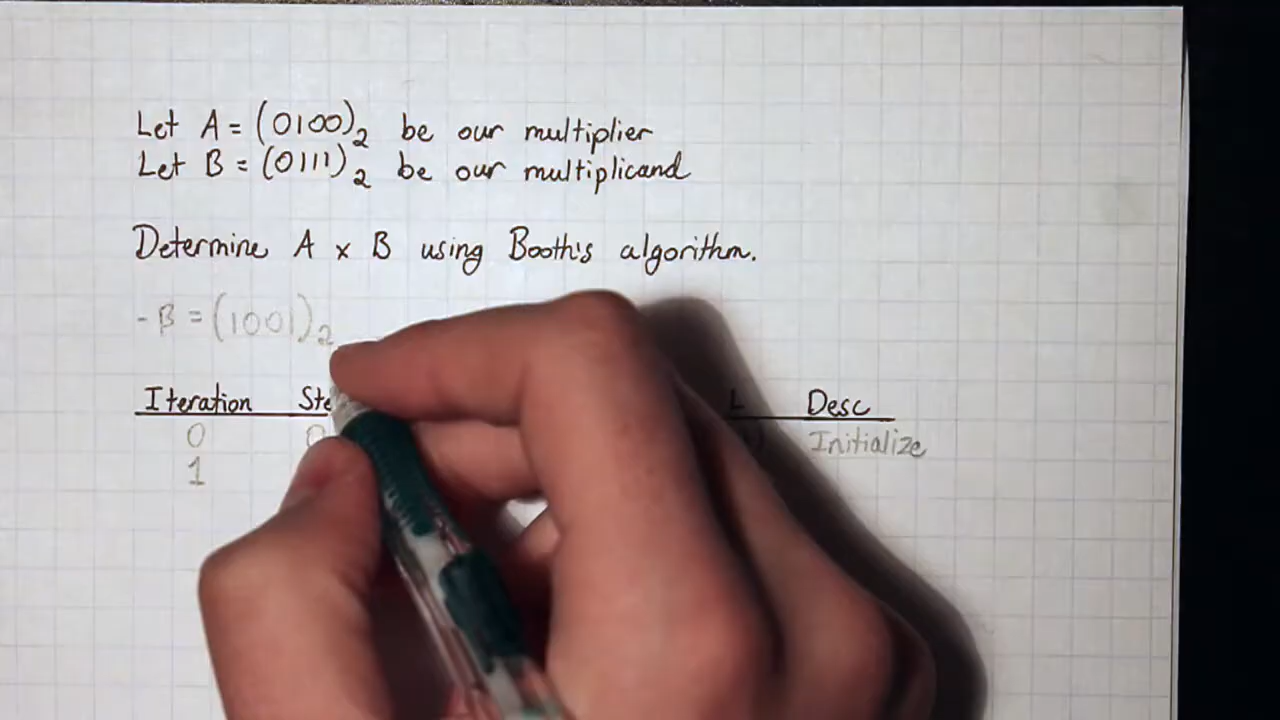 Let A = (0100)₂ be our multiplier
Let B = (0111)₂ be our multiplicand
Determine A x B using Booth's algorithm.
- B = (1001)₂
Iteration Desc
0 0 Initialize
1